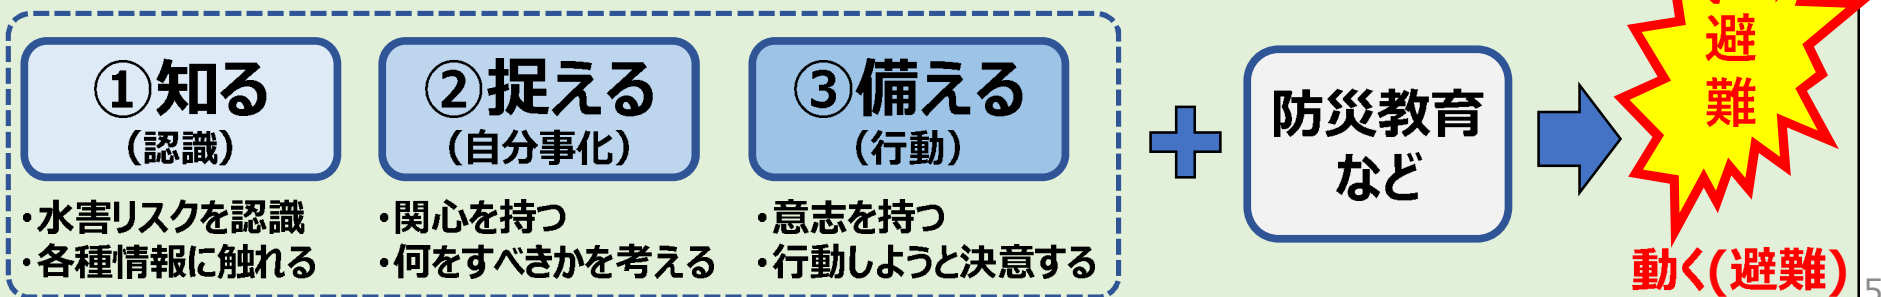 ①知る
（認識）
・水害リスクを認識
・各種情報に触れる
②捉える
（自分事化）
・関心を持つ
・何をすべきかを考える
③備える
（行動）
・意志を持つ
・行動しようと決意する
防災教育
など
避
難
動く(避難)
5